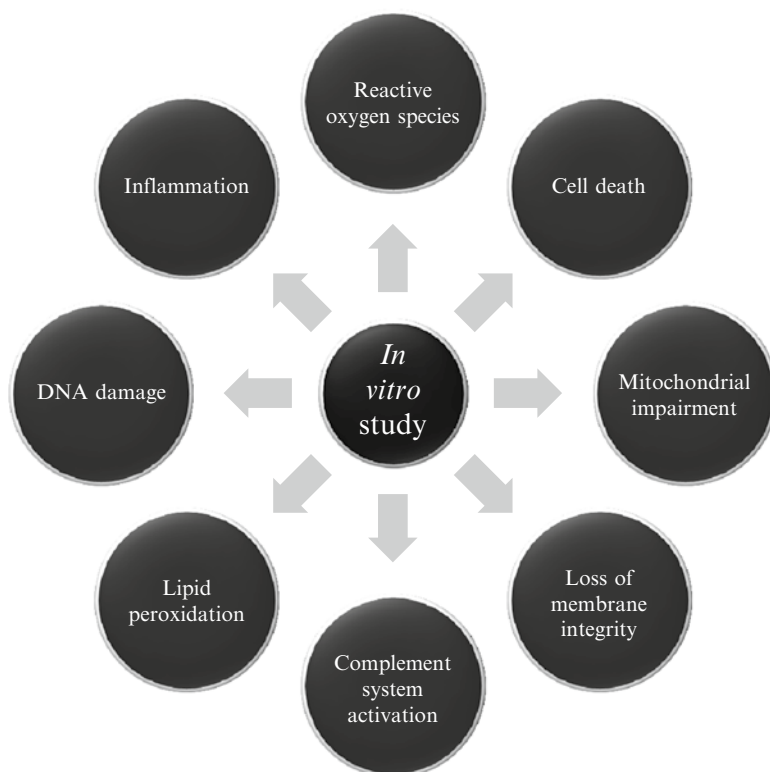 Reactive
oxygen species
Inflammation
Cell death
In
vitro
study
DNA damage
Mitochondrial
impairment
Lipid
peroxidation
Loss of
membrane
integrity
Complement
system
activation